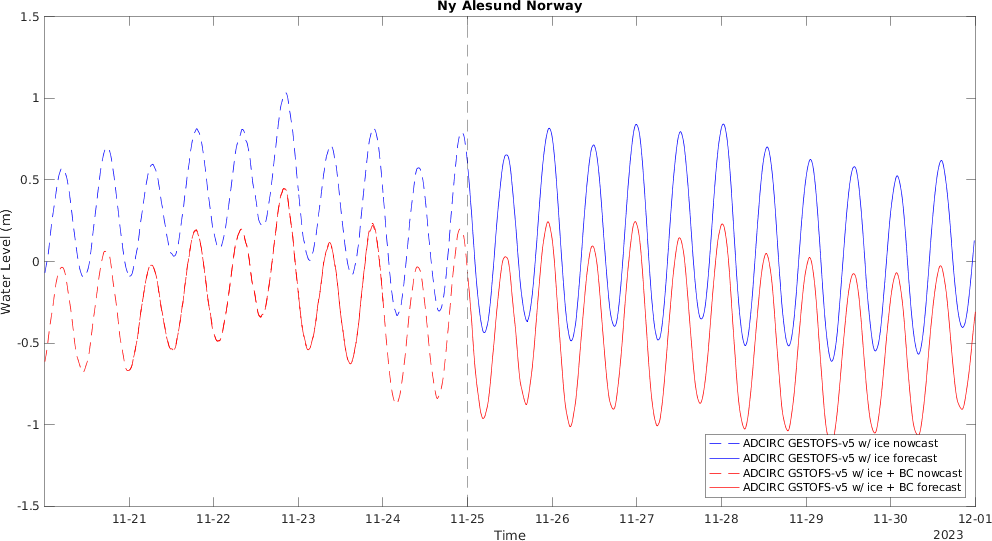 Ny Alesund Norway
Water Level (m)
1.5
1
0.5
0
-0.5
-1
-1.5
ADCIRC GESTOFS-v5 w/ ice nowcast
ADCIRC GESTOFS-v5 w/ ice forecast
ADCIRC GSTOFS-v5 w/ ice + BC nowcast
ADCIRC GSTOFS-v5 w/ ice + BC forecast
11-21 11-22 11-23 11-24 11-25 11-26 11-27 11-28 11-29 11-30 12-01
Time
2023